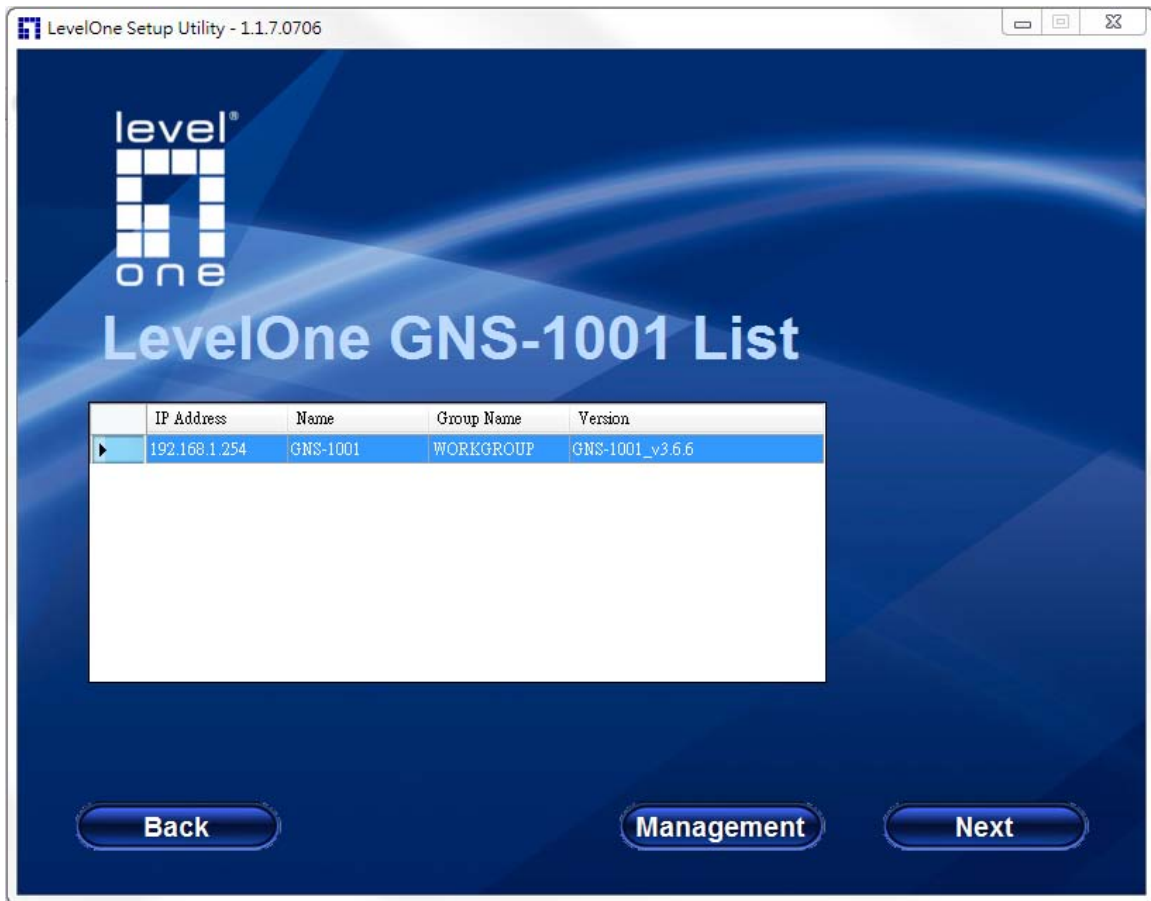 LevelOne Setup Utility - 1.1.7.0706
level®
one
LevelOne GNS-1001 List
IP Address Name Group Name Version
192.168.1.254 GNS-1001 WORKGROUP GNS-1001_v3.6.6
Back Management Next